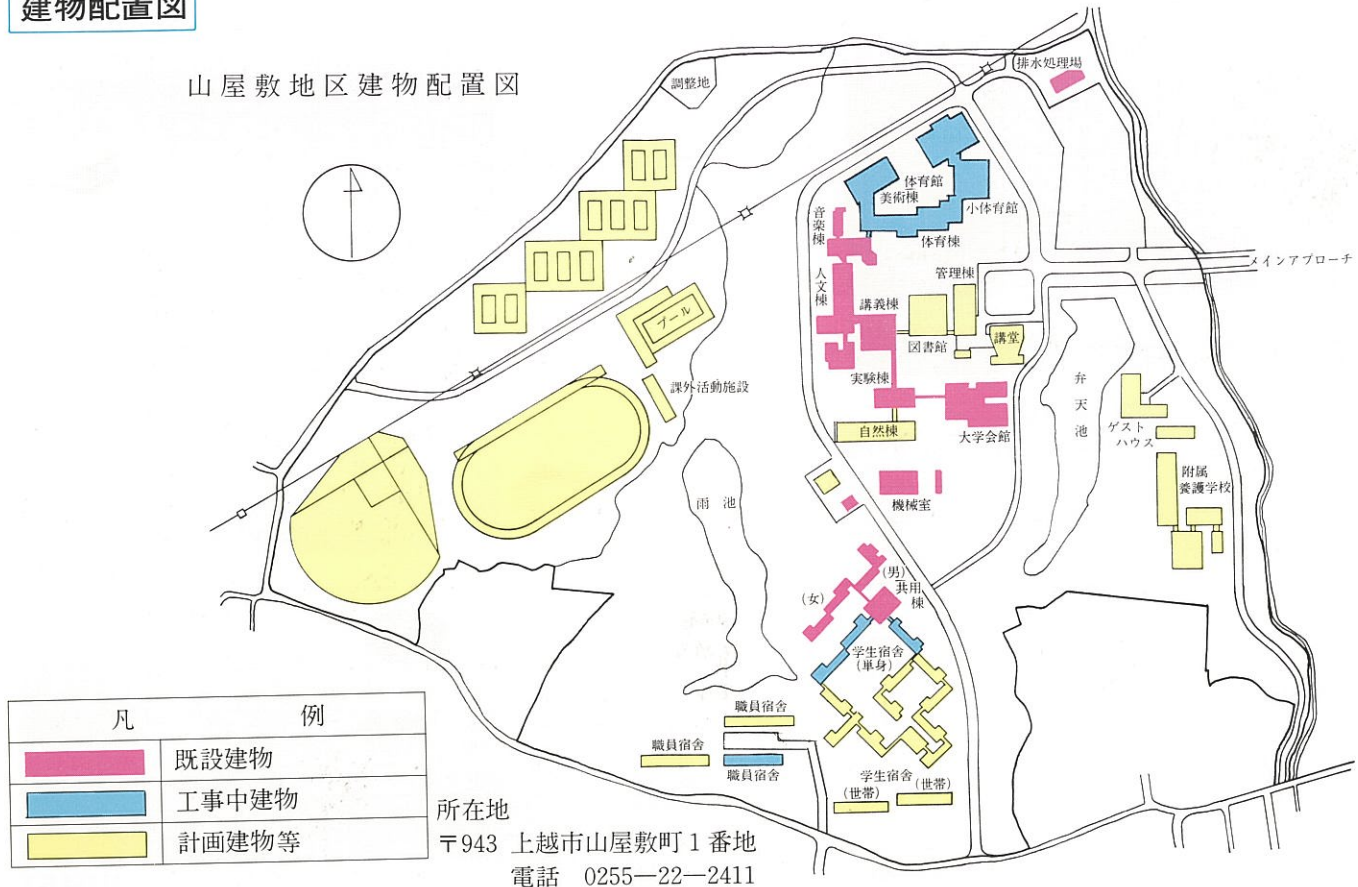 建物配置図
山屋敷地区建物配置図
調整地
排水処理場
体育館
美術棟
小体育館
体育棟
音楽棟
メインアプローチ
管理棟
人文棟
講義棟
プール
図書館
講堂
実験棟
課外活動施設
弁天池
ゲスト
ハウス
自然棟
大学会館
附属
養護学校
雨池
機械室
(男)
共用
棟
(女)
学生宿舎
(単身)
職員宿舎
職員宿舎
職員宿舎
学生宿舎
(世帯)
(世帯)
凡例
既設建物
工事中建物
計画建物等
所在地
〒943 上越市山屋敷町1番地
電話 0255―22―2411